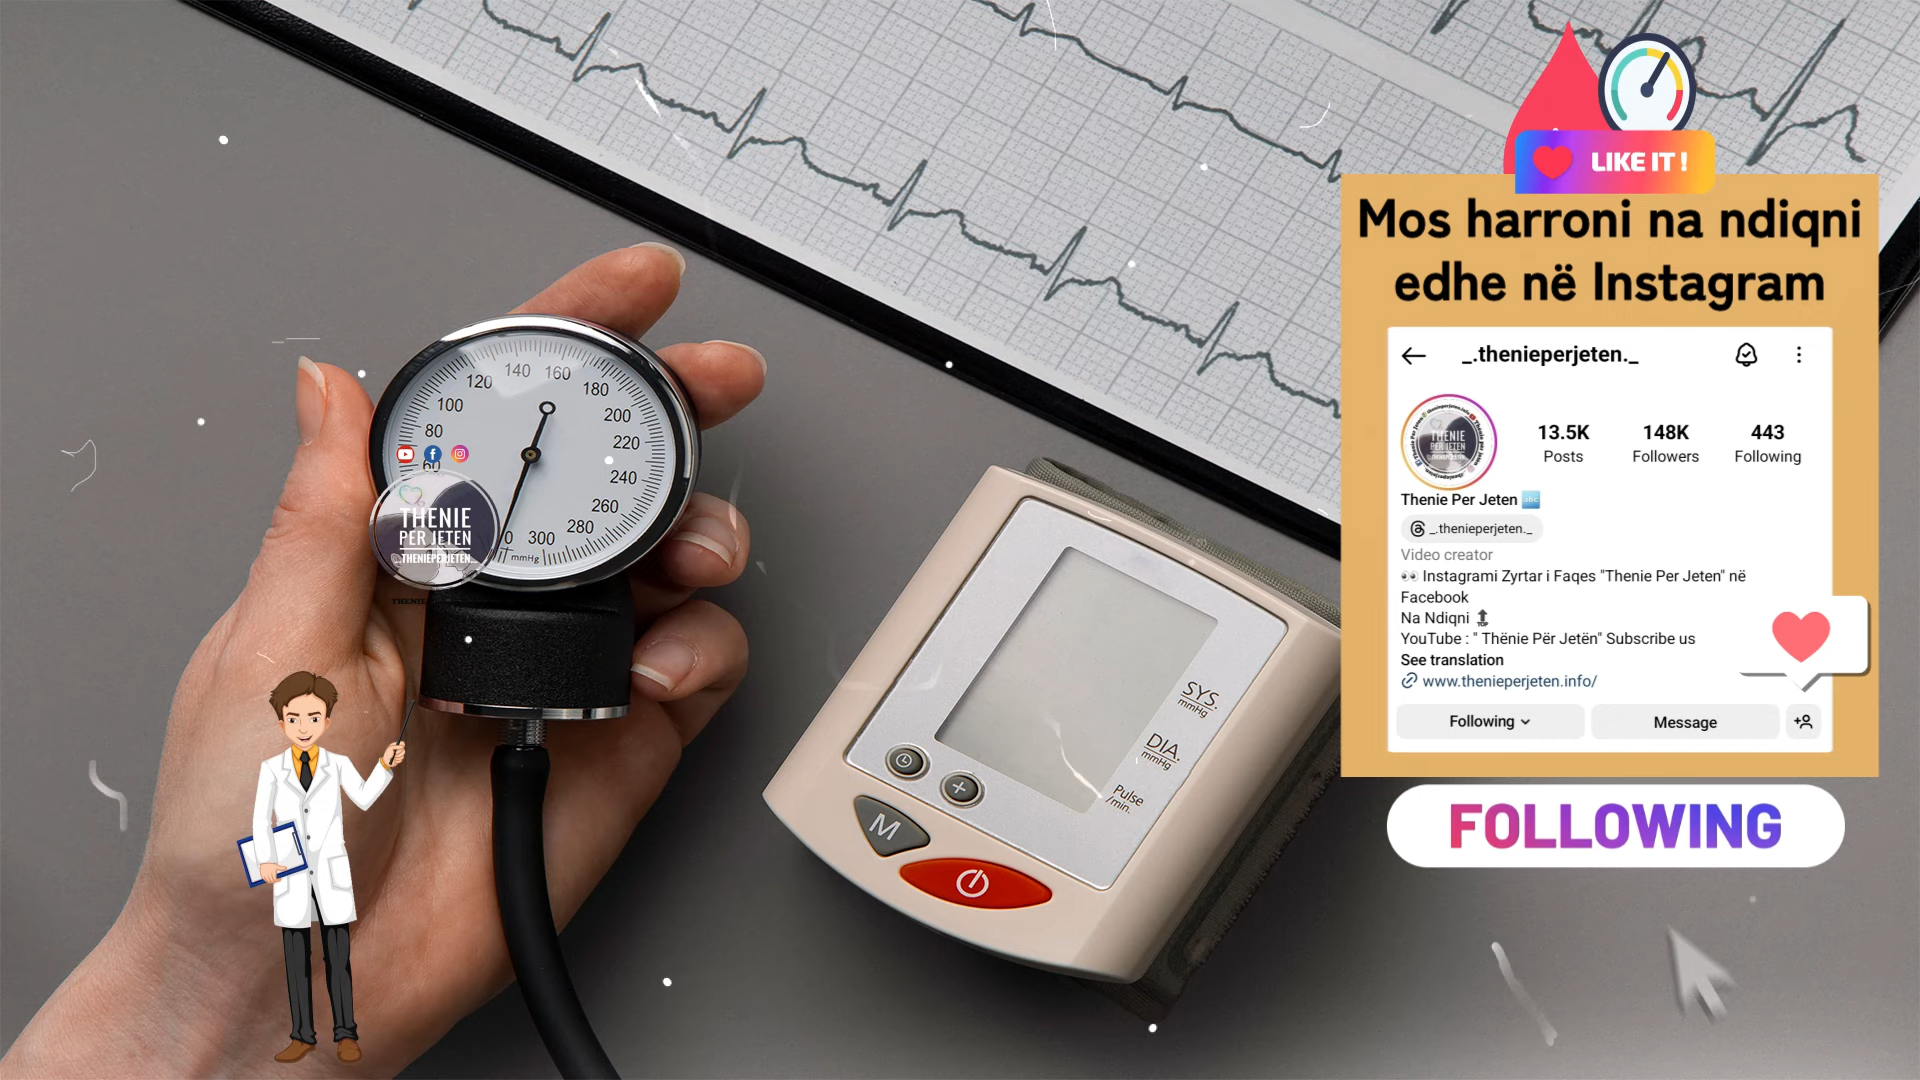 LIKE IT !
Mos harroni na ndiqni
edhe në Instagram
_.thenieperjeten._
13.5K 148K 443
Posts Followers Following
Thenie Per Jeten
_.thenieperjeten._
Video creator
Instagrami Zyrtar i Faqes "Thenie Per Jeten" në
Facebook
Na Ndiqni
YouTube : " Thënie Për Jetën" Subscribe us
See translation
www.thenieperjeten.info/
Following
Message
FOLLOWING
140 160
120 180
100 200
80 220
60 240
260
280
0 300
mmHg
THENIE
PER JETEN
_.THENIEPERJETEN._
SYS.
mmHg
DIA.
mmHg
Pulse
/min.
M